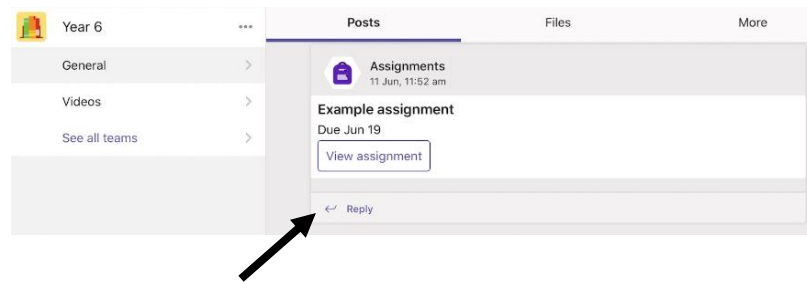 Year 6
General
Videos
See all teams
Posts Files More
Assignments
11 Jun, 11:52 am
Example assignment
Due Jun 19
View assignment
Reply